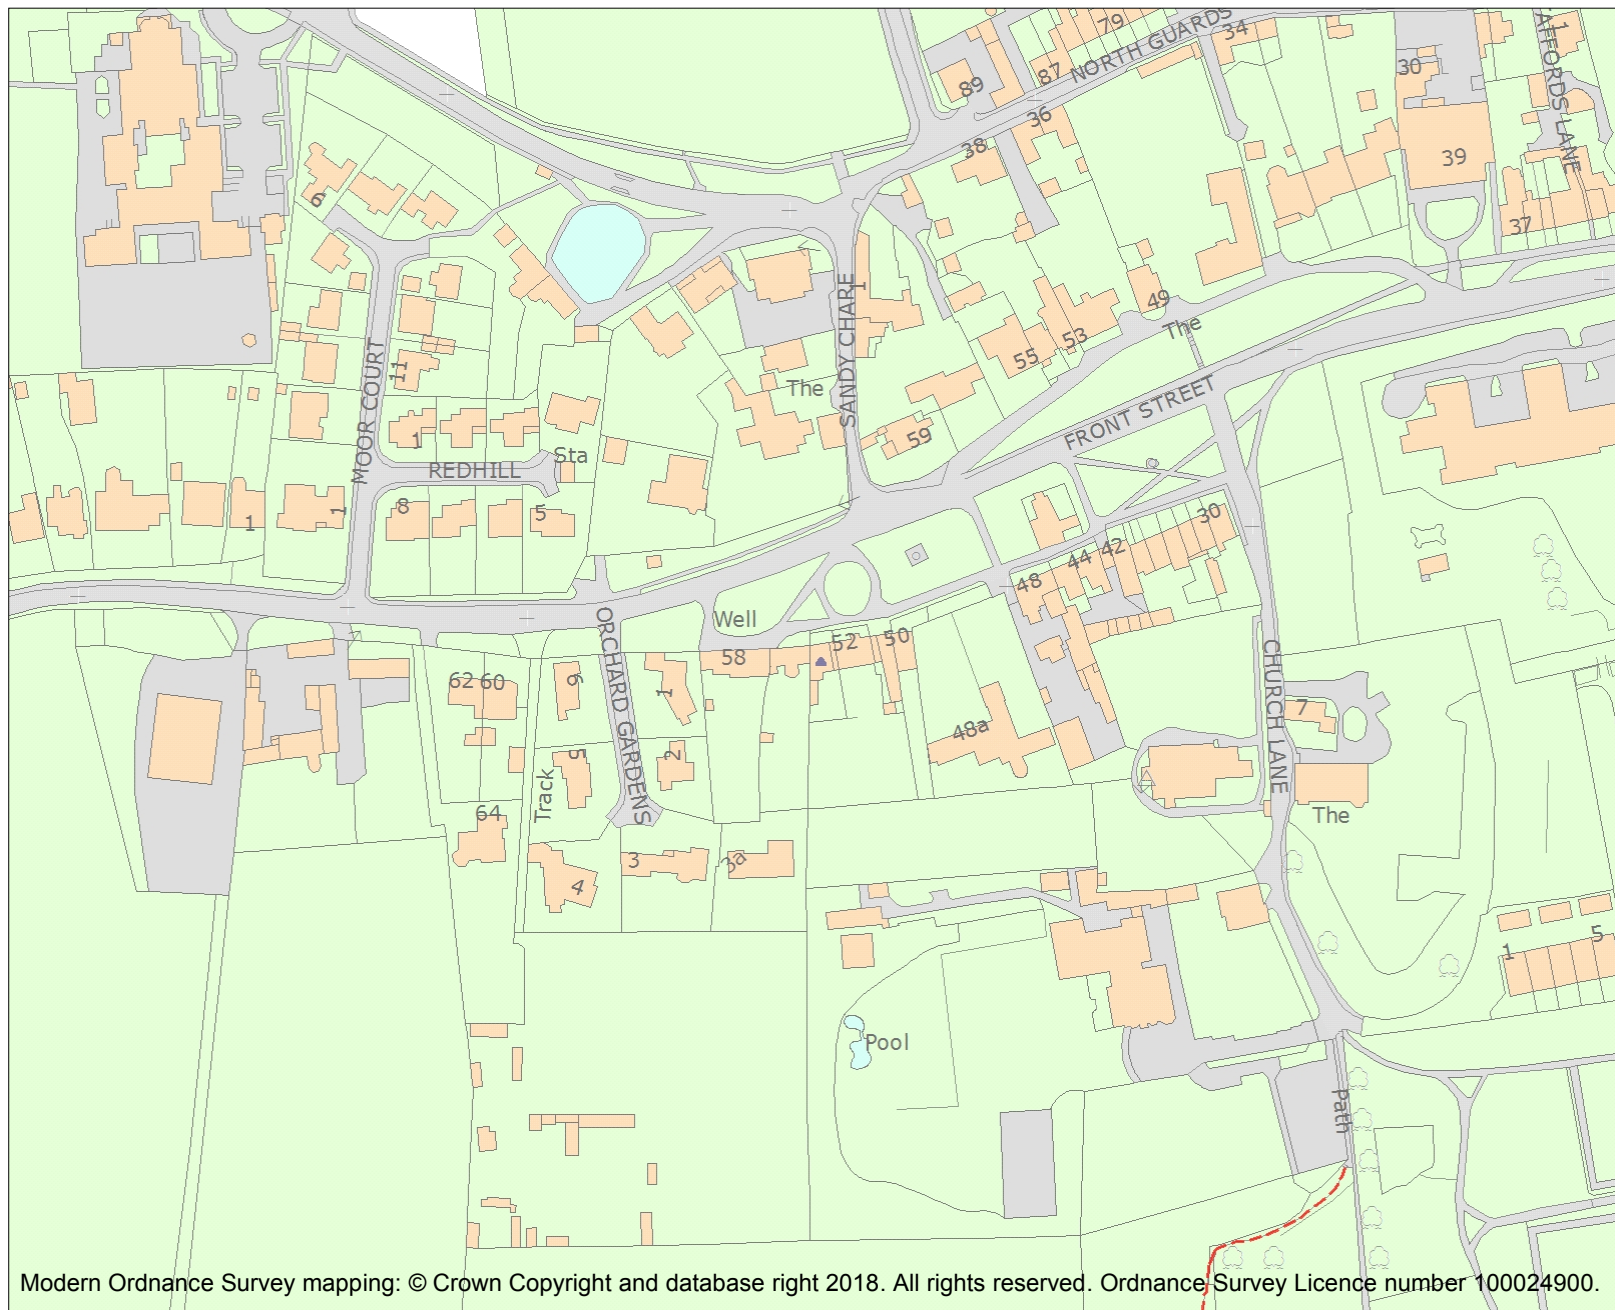 79
NORTH GUARDS
34
1
AFFORDS LANE
89
87
30
36
38
39
6
37
1
49
The
53
55
SANDY CHARE
11
MOOR COURT
The
FRONT STREET
1
59
REDHILL
Sta
8
5
1
1
30
42
44
48
ORCHARD GARDENS
Well
52
50
58
CHURCH LANE
62 60
6
1
7
48a
5
2
Track
64
The
3
3a
4
1
5
Pool
Path
Modern Ordnance Survey mapping: © Crown Copyright and database right 2018. All rights reserved. Ordnance Survey Licence number 100024900.